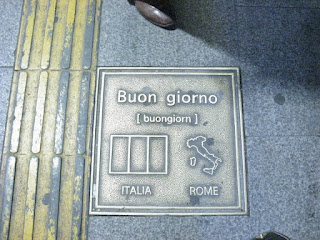 Buon giorno
[ buongiorn ]
ITALIA ROME